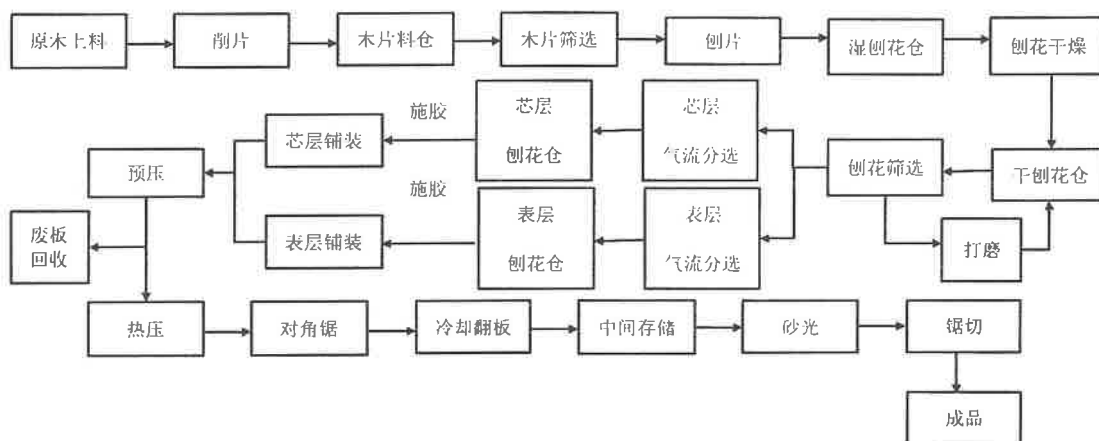 原木上料
削片
木片料仓
木片筛选
刨片
湿刨花仓
刨花干燥
干刨花仓
刨花筛选
打磨
芯层
气流分选
芯层
刨花仓
施胶
芯层铺装
表层
气流分选
表层
刨花仓
施胶
表层铺装
预压
废板
回收
热压
对角锯
冷却翻板
中间存储
砂光
锯切
成品